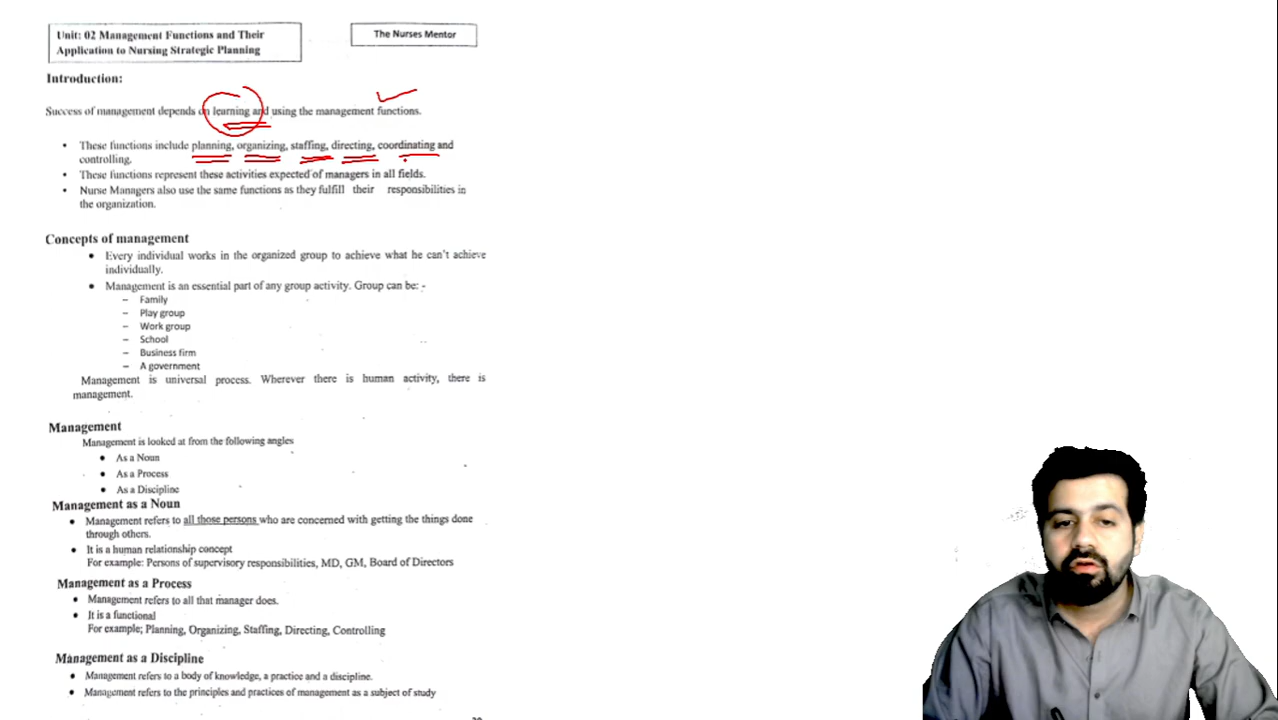 Unit: 02 Management Functions and Their
Application to Nursing Strategic Planning
The Nurses Mentor
Introduction:
Success of management depends on learning and using the management functions.
• These functions include planning, organizing, staffing, directing, coordinating and
controlling.
• These functions represent these activities expected of managers in all fields.
• Nurse Managers also use the same functions as they fulfill their responsibilities in
the organization.
Concepts of management
• Every individual works in the organized group to achieve what he can't achieve
individually.
• Management is an essential part of any group activity. Group can be: -
– Family
– Play group
– Work group
– School
– Business firm
– A government
Management is universal process. Wherever there is human activity, there is
management.
Management
Management is looked at from the following angles
• As a Noun
• As a Process
• As a Discipline
Management as a Noun
• Management refers to all those persons who are concerned with getting the things done
through others.
• It is a human relationship concept
For example: Persons of supervisory responsibilities, MD, GM, Board of Directors
Management as a Process
• Management refers to all that manager does.
• It is a functional
For example; Planning, Organizing, Staffing, Directing, Controlling
Management as a Discipline
• Management refers to a body of knowledge, a practice and a discipline.
• Management refers to the principles and practices of management as a subject of study